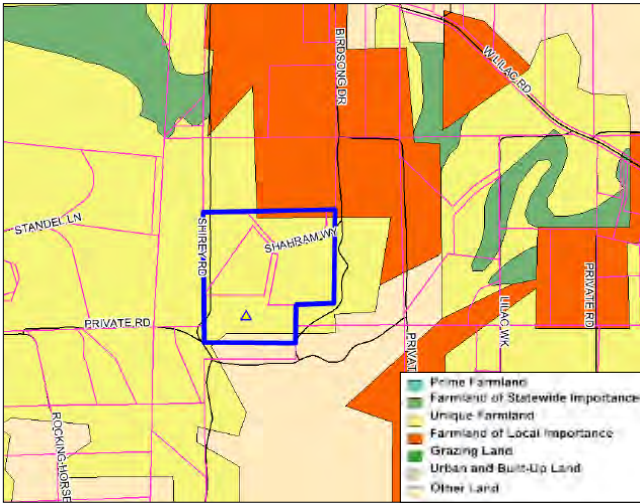 W LILAC RD
BIRDSONG DR
STANDEL LN
SHIREY RD
SHAHRAM WY
PRIVATE RD
PRIVATE RD
LILAC WK
PRIVATE
ROCKING HORSE
Prime Farmland
Farmland of Statewide Importance
Unique Farmland
Farmland of Local Importance
Grazing Land
Urban and Built-Up Land
Other Land